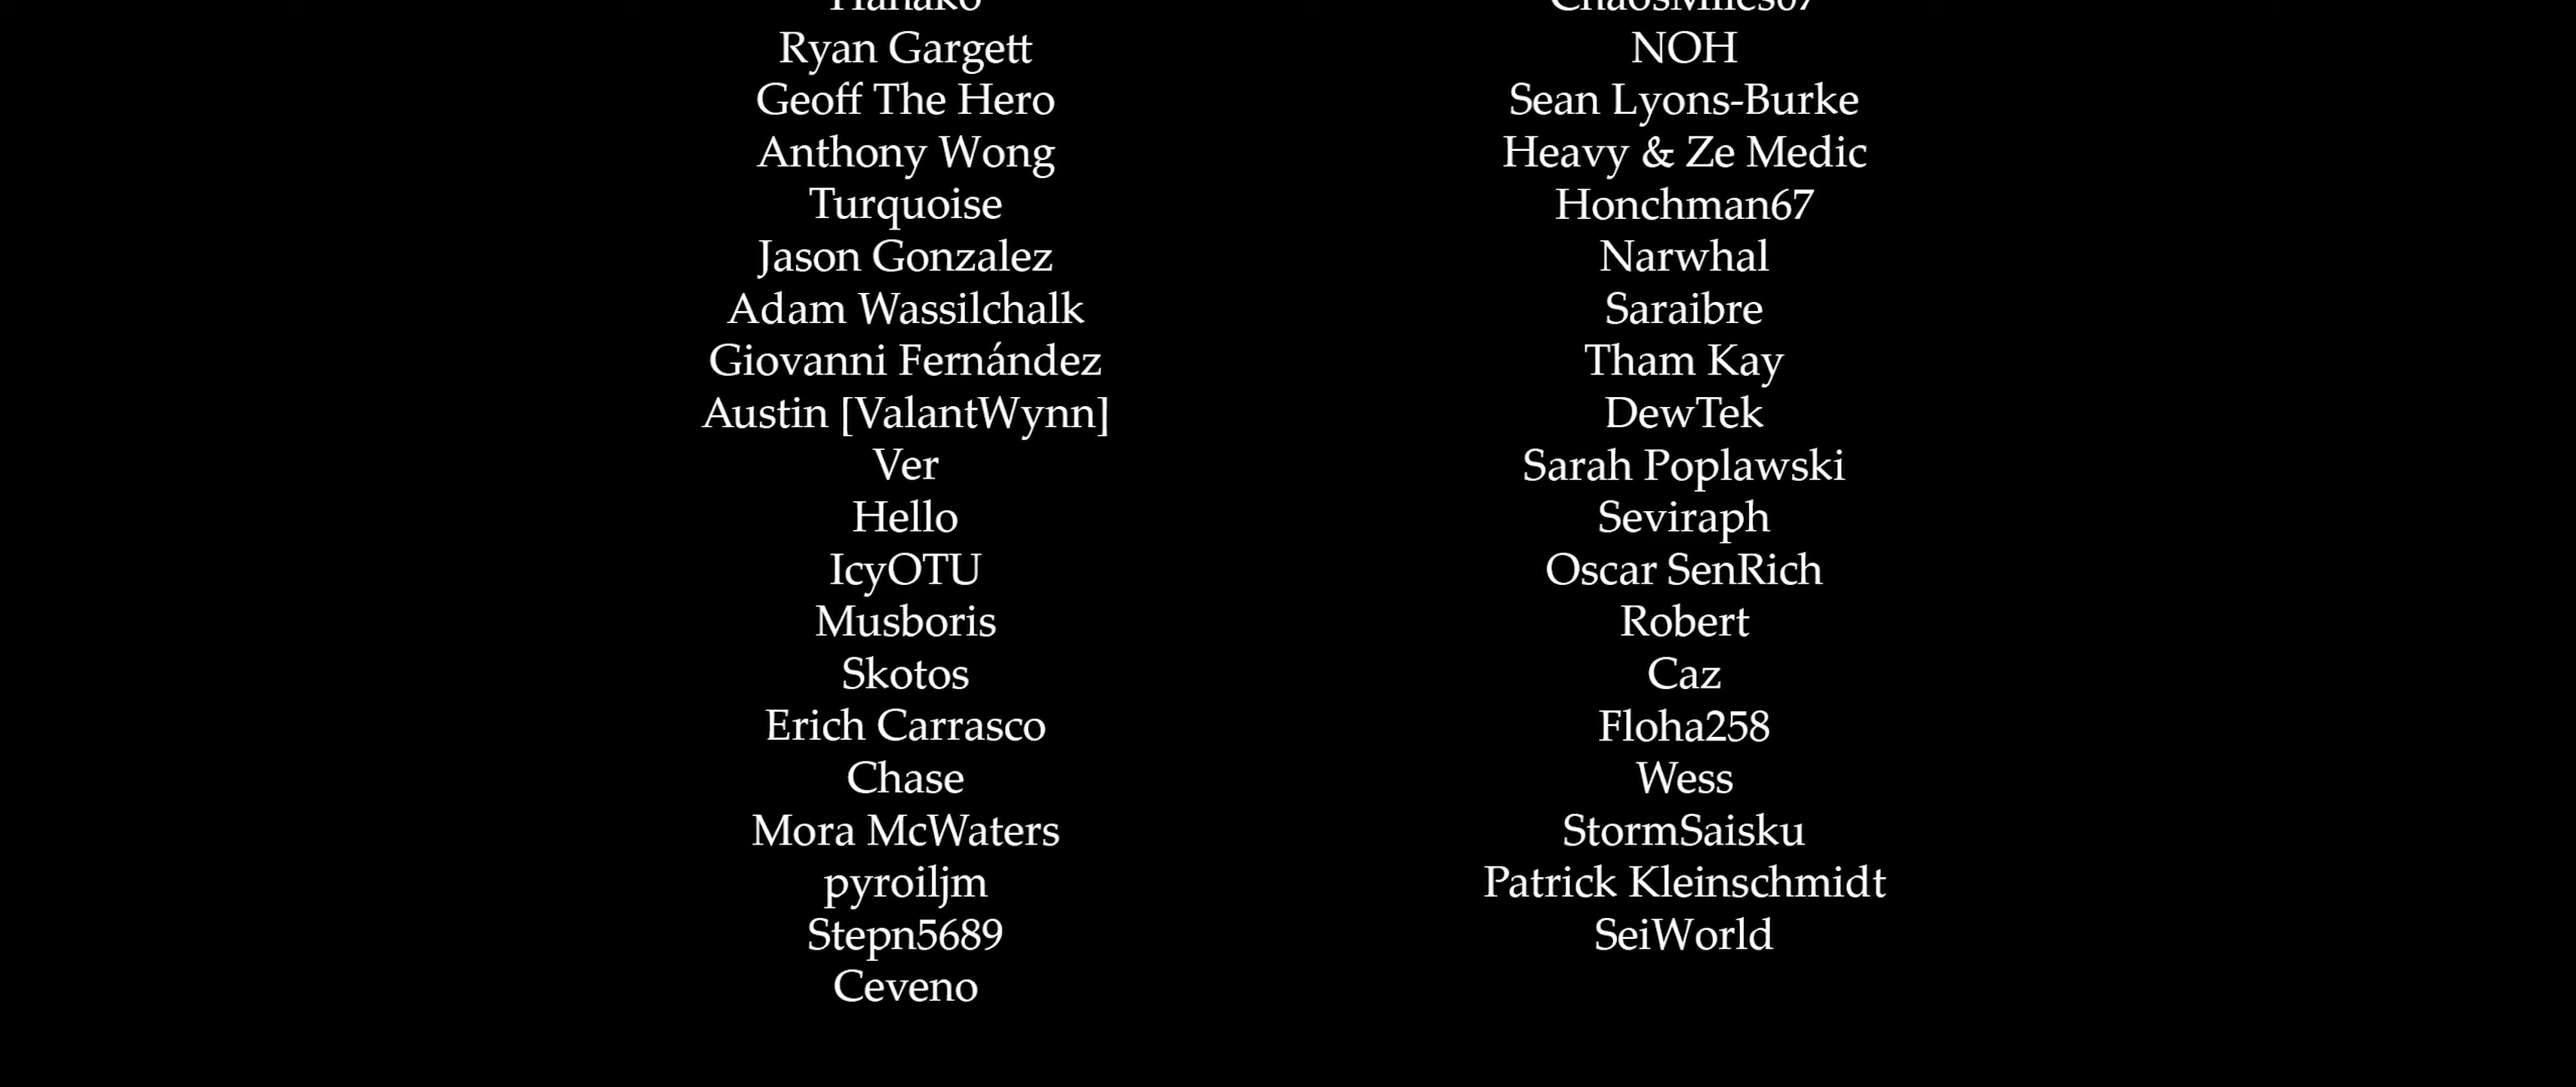 Hanako
Ryan Gargett
Geoff The Hero
Anthony Wong
Turquoise
Jason Gonzalez
Adam Wassilchalk
Giovanni Fernández
Austin [ValantWynn]
Ver
Hello
IcyOTU
Musboris
Skotos
Erich Carrasco
Chase
Mora McWaters
pyroiljm
Stepn5689
Ceveno
NOH
Sean Lyons-Burke
Heavy & Ze Medic
Honchman67
Narwhal
Saraibre
Tham Kay
DewTek
Sarah Poplawski
Seviraph
Oscar SenRich
Robert
Caz
Floha258
Wess
StormSaisku
Patrick Kleinschmidt
SeiWorld